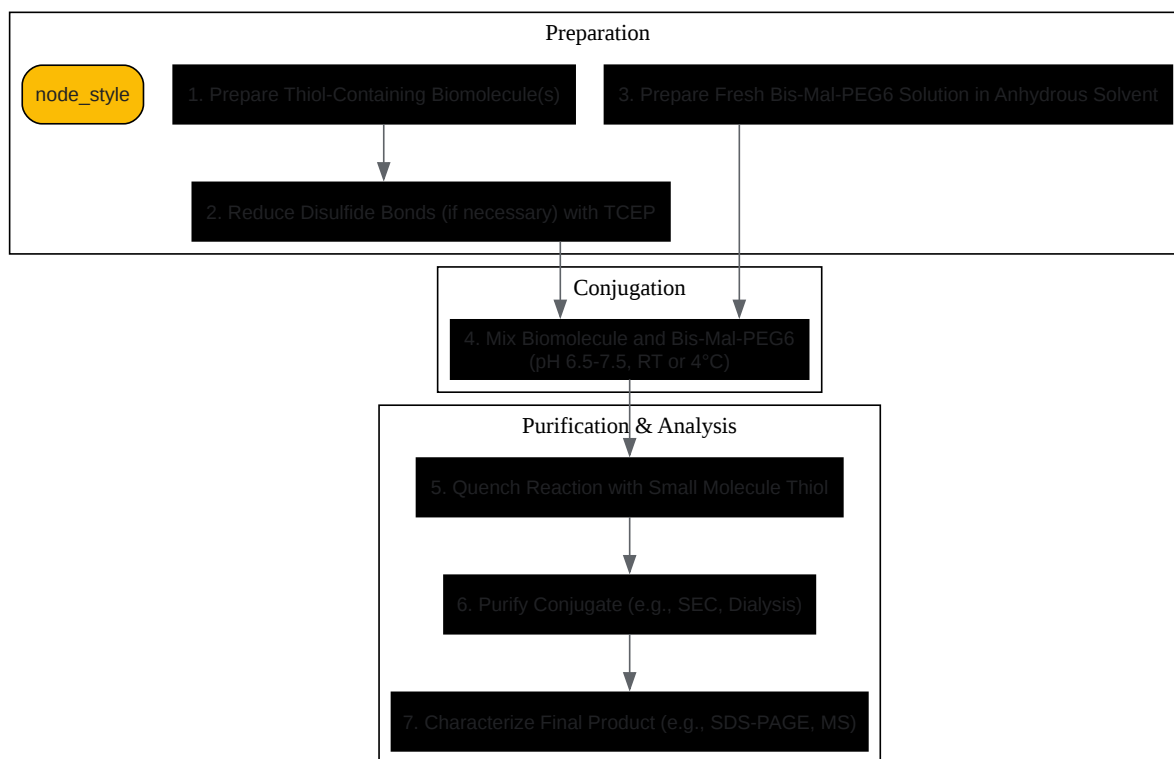 Preparation
node_style
1. Prepare Thiol-Containing Biomolecule(s)
3. Prepare Fresh Bis-Mal-PEG6 Solution in Anhydrous Solvent
2. Reduce Disulfide Bonds (if necessary) with TCEP
Conjugation
4. Mix Biomolecule and Bis-Mal-PEG6
(pH 6.5-7.5, RT or 4°C)
Purification & Analysis
5. Quench Reaction with Small Molecule Thiol
6. Purify Conjugate (e.g., SEC, Dialysis)
7. Characterize Final Product (e.g., SDS-PAGE, MS)